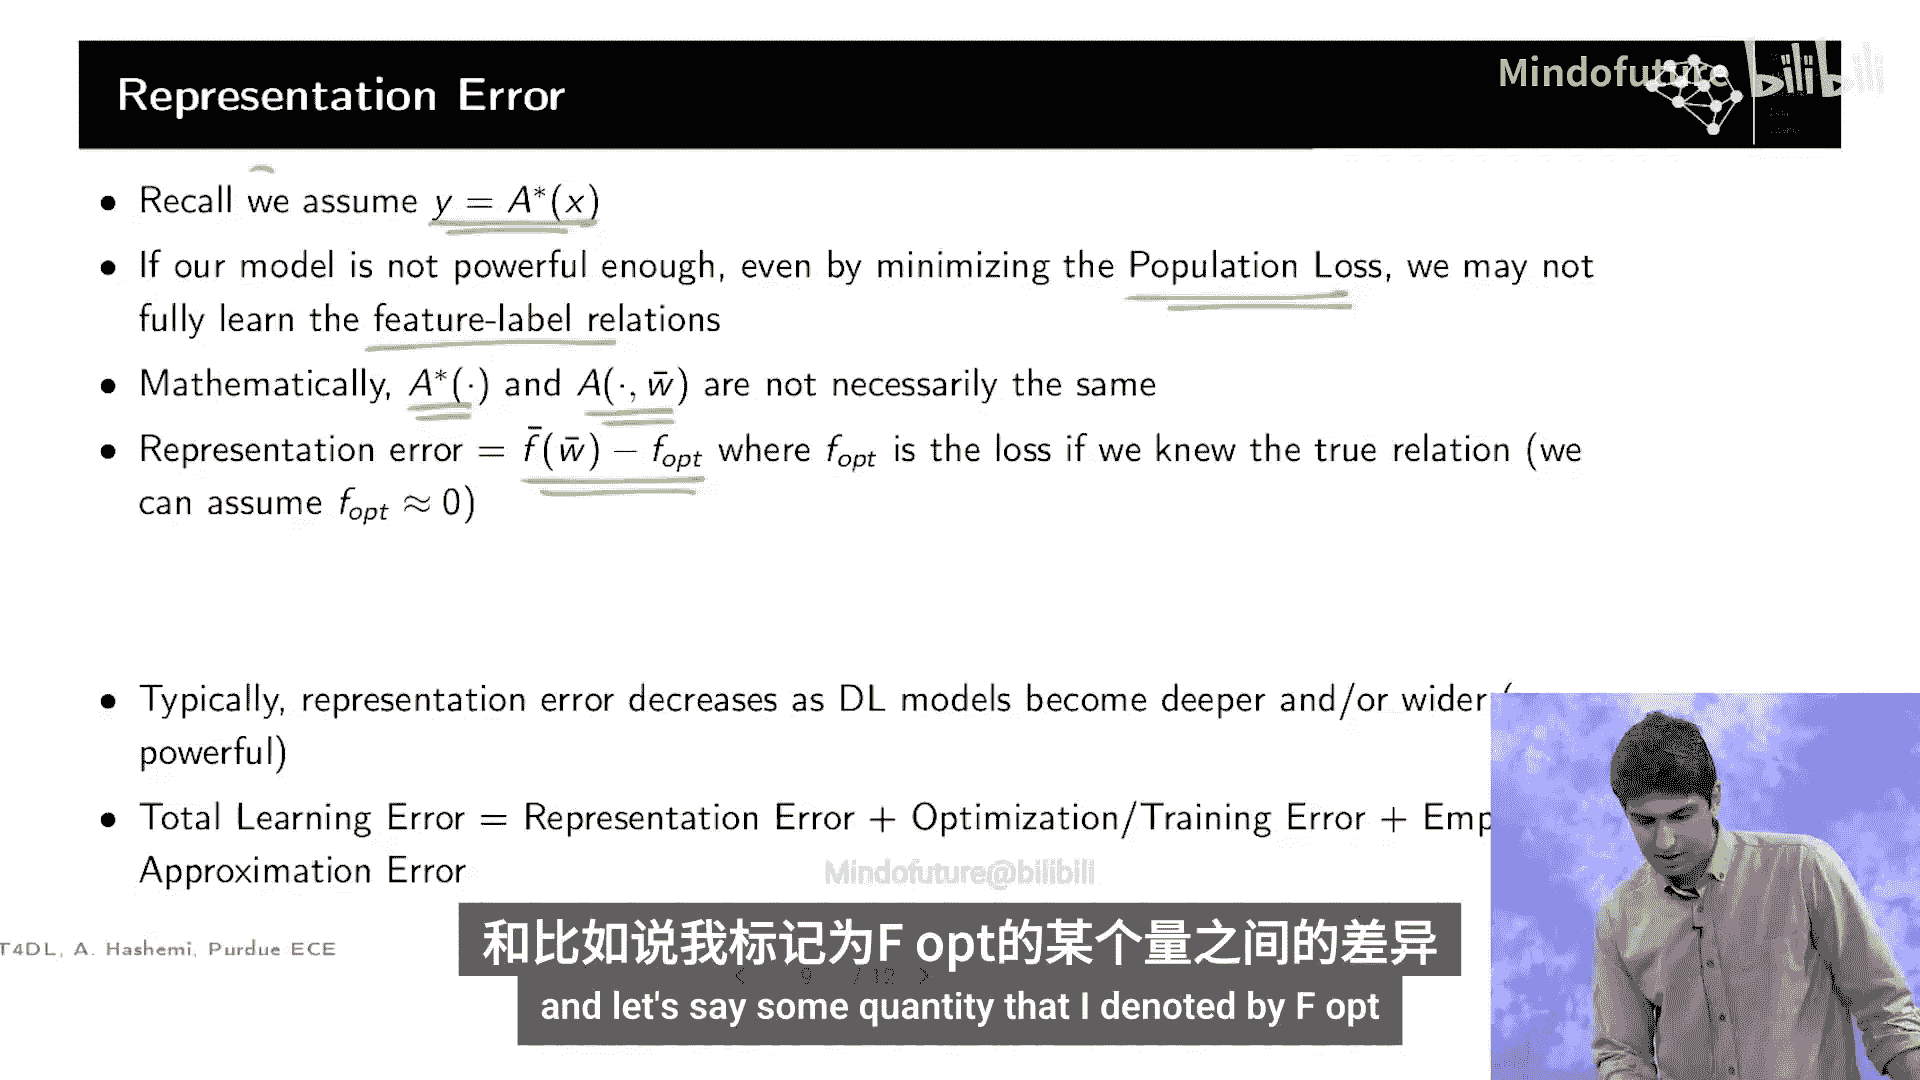 Representation Error
Mindofuture
bilibili
• Recall we assume y = A*(x)
• If our model is not powerful enough, even by minimizing the Population Loss, we may not
fully learn the feature-label relations
• Mathematically, A*(·) and A(·, w̄) are not necessarily the same
• Representation error = f̄(w̄) − f_opt where f_opt is the loss if we knew the true relation (we
can assume f_opt ≈ 0)
• Typically, representation error decreases as DL models become deeper and/or wider (
powerful)
• Total Learning Error = Representation Error + Optimization/Training Error + Emp
Approximation Error
Mindofuture@bilibili
T4DL, A. Hashemi, Purdue ECE
和比如说我标记为F opt的某个量之间的差异
9 / 12
and let's say some quantity that I denoted by F opt